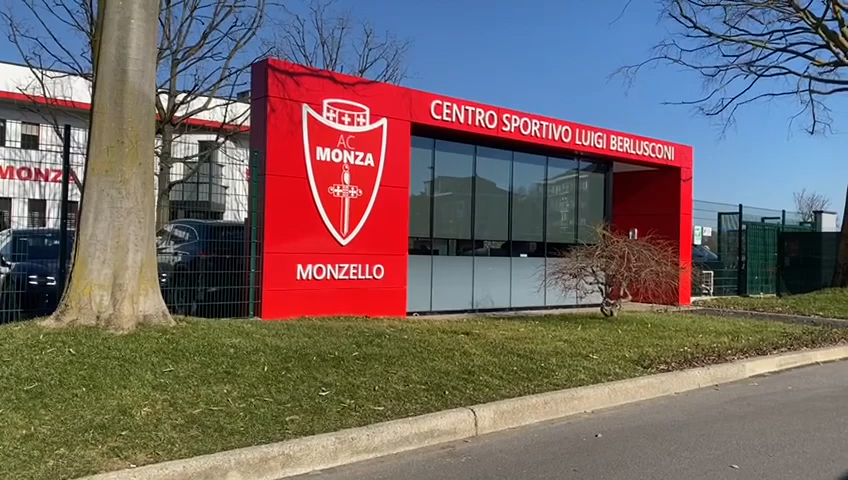 CENTRO SPORTIVO LUIGI BERLUSCONI
AC
MONZA
MONZELLO
MONZA